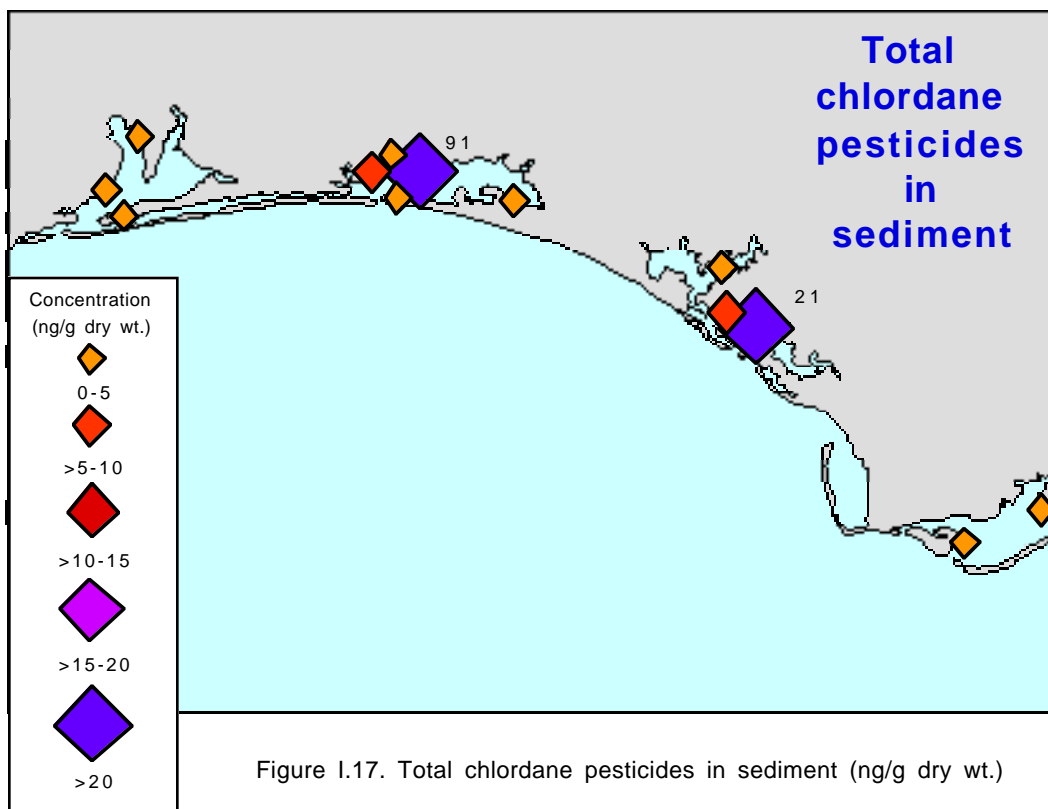 Total
chlordane
pesticides
in
sediment
91
21
Concentration
(ng/g dry wt.)
0-5
>5-10
>10-15
>15-20
>20
Figure I.17. Total chlordane pesticides in sediment (ng/g dry wt.)